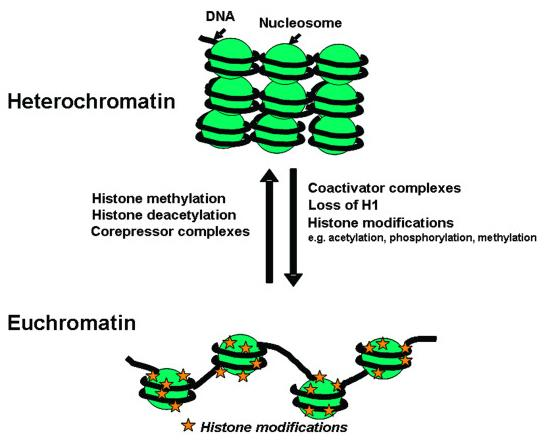 DNA
Nucleosome
Heterochromatin
Histone methylation
Histone deacetylation
Corepressor complexes
Coactivator complexes
Loss of H1
Histone modifications
e.g. acetylation, phosphorylation, methylation
Euchromatin
Histone modifications